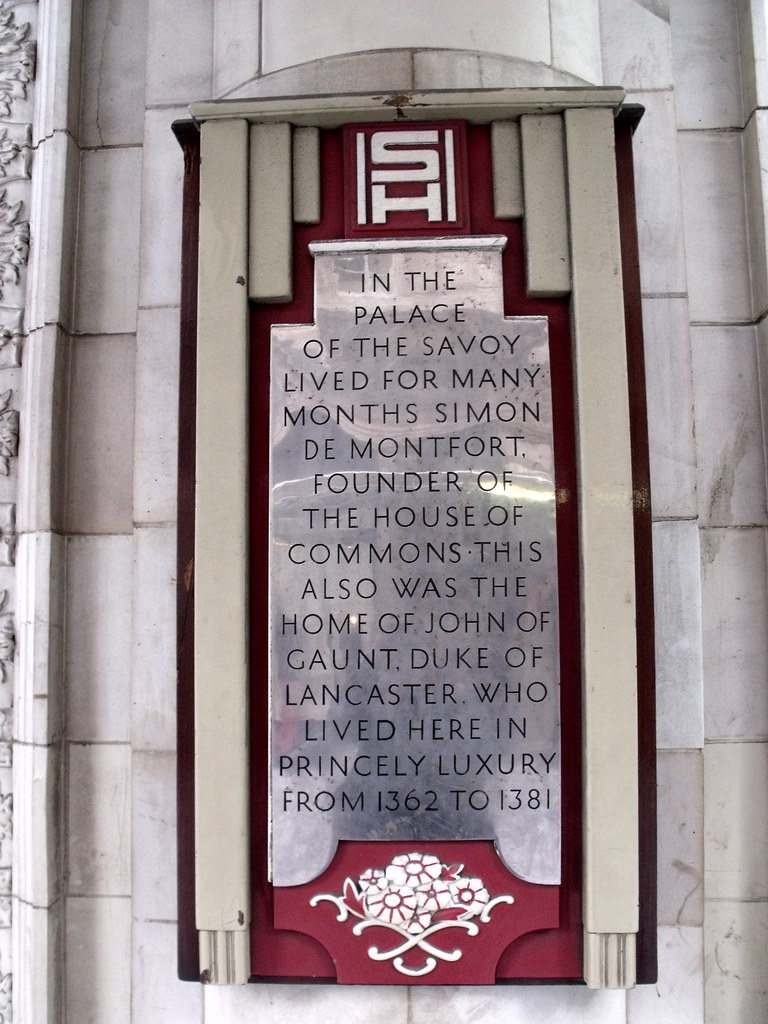 SH
IN THE
PALACE
OF THE SAVOY
LIVED FOR MANY
MONTHS SIMON
DE MONTFORT,
FOUNDER OF
THE HOUSE OF
COMMONS·THIS
ALSO WAS THE
HOME OF JOHN OF
GAUNT, DUKE OF
LANCASTER, WHO
LIVED HERE IN
PRINCELY LUXURY
FROM 1362 TO 1381